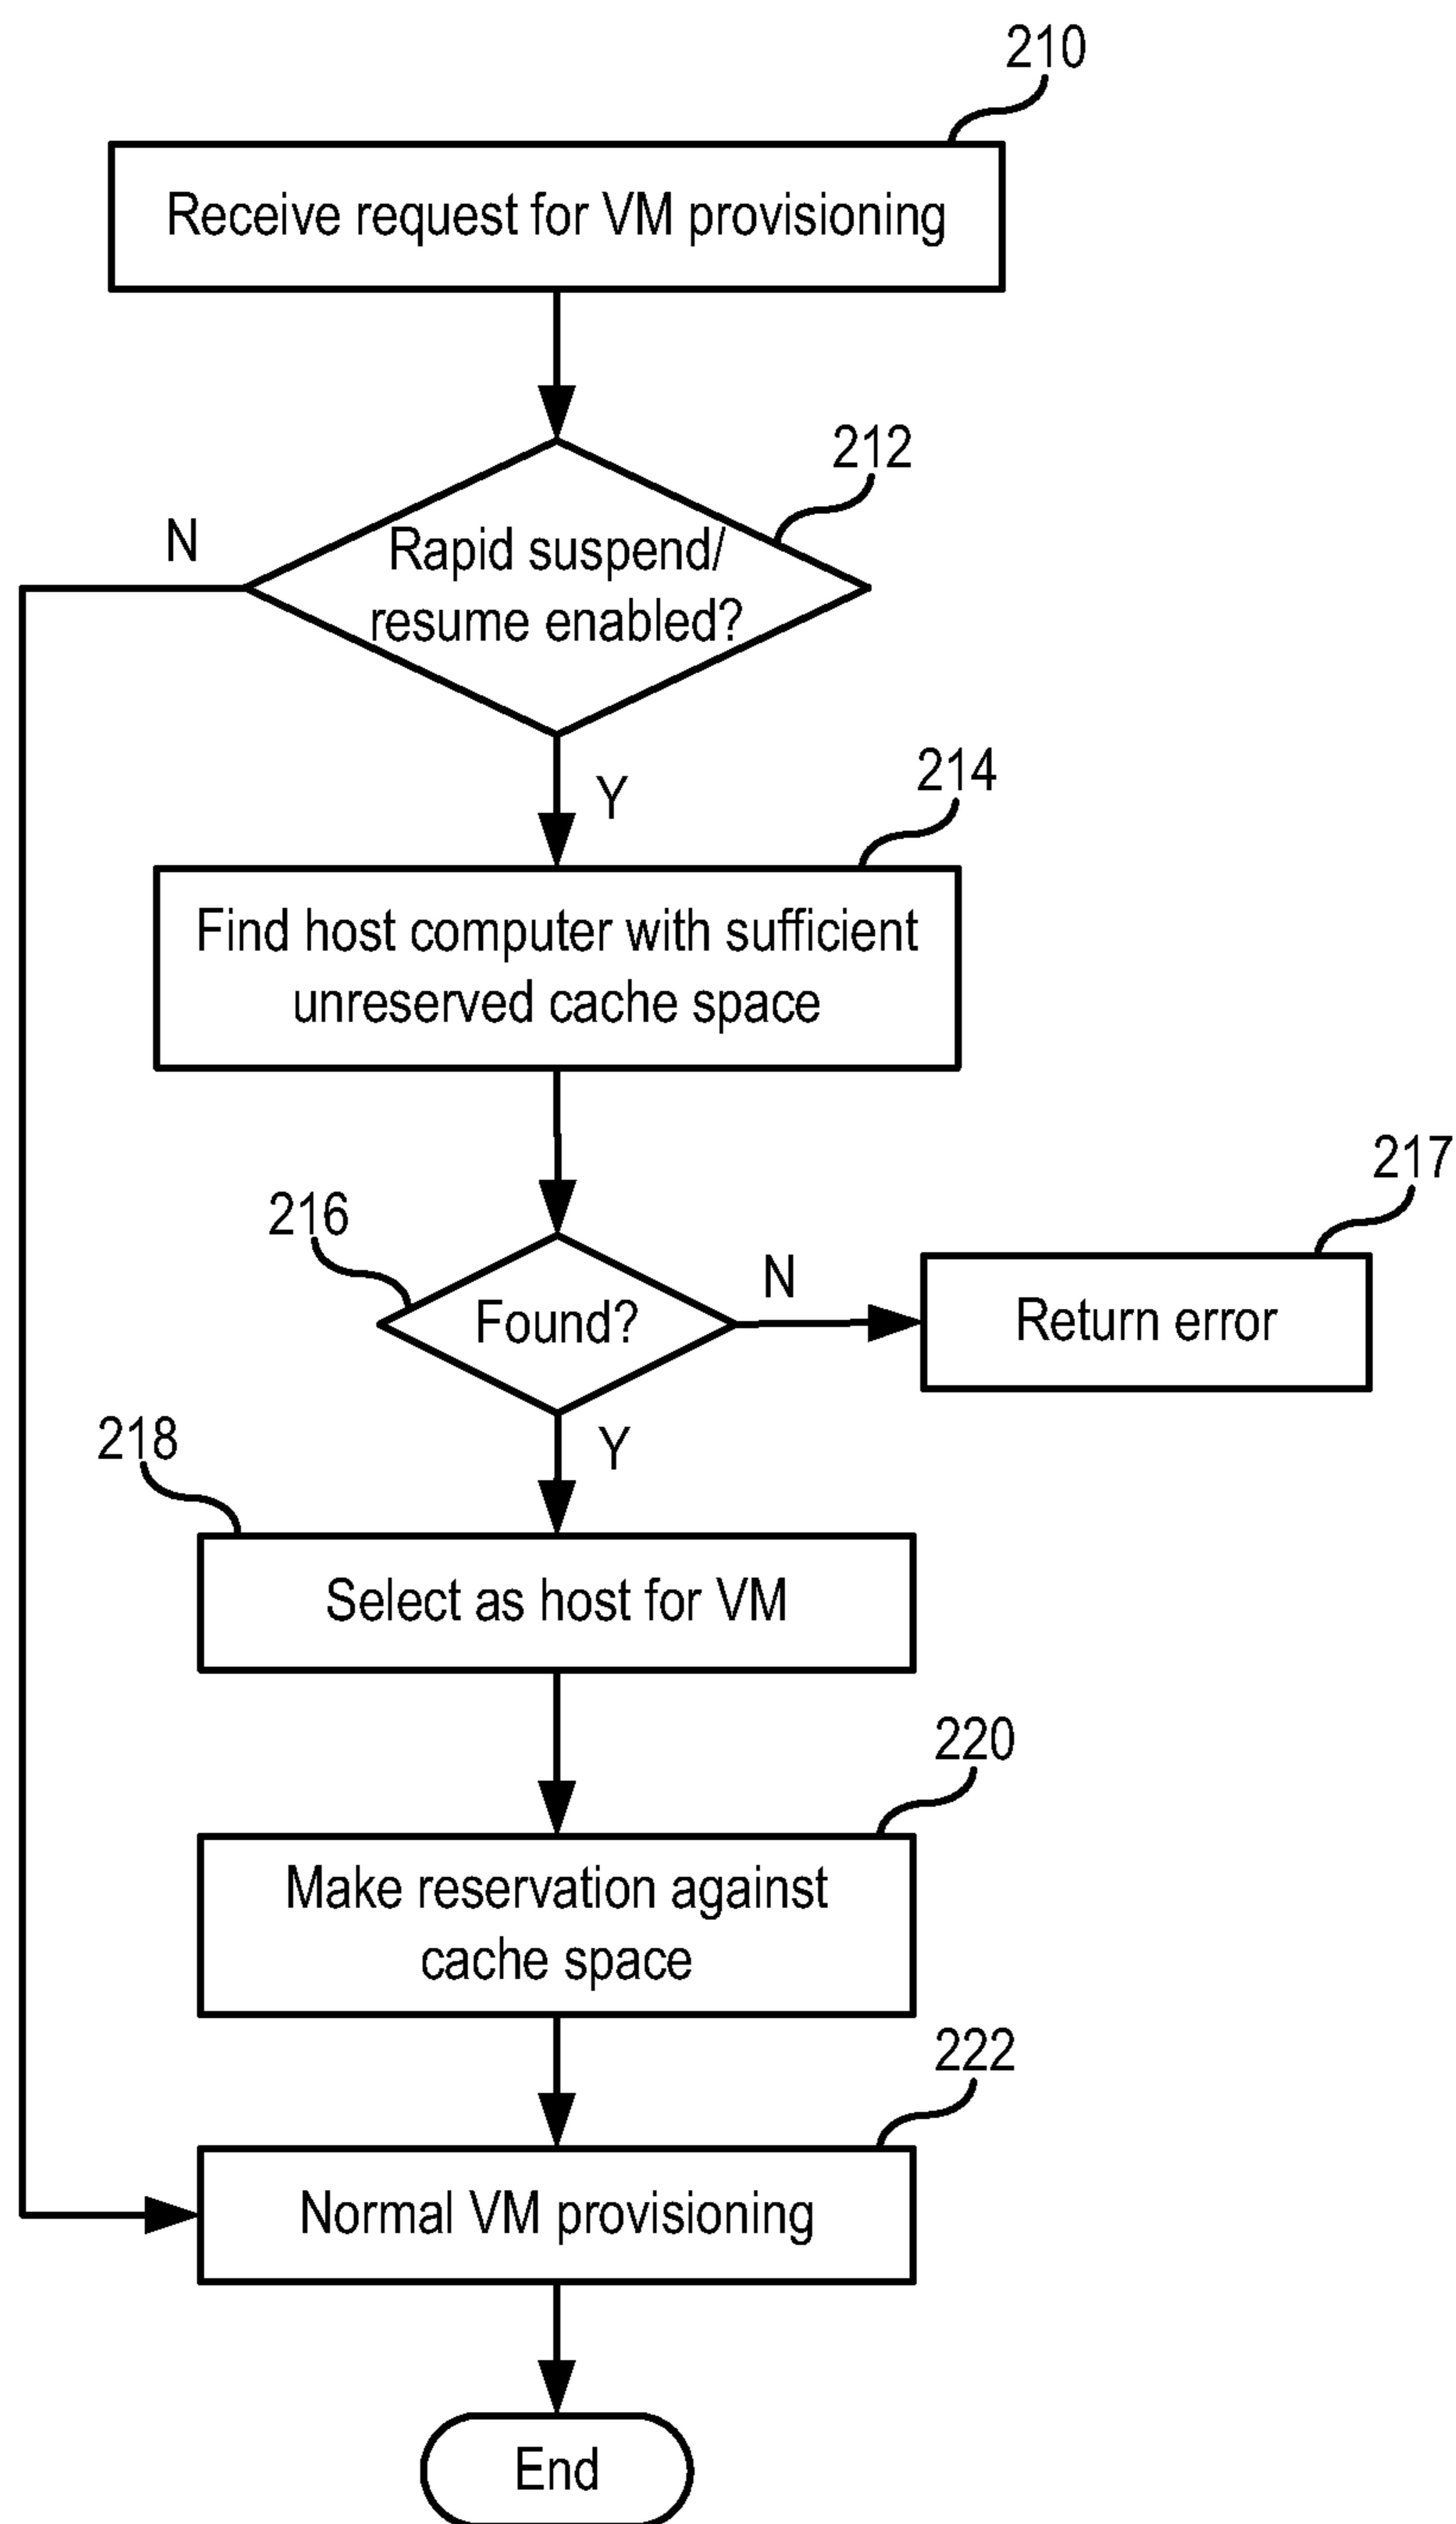 210
Receive request for VM provisioning
212
N
Rapid suspend/
resume enabled?
Y
214
Find host computer with sufficient
unreserved cache space
216
217
Found?
N
Return error
Y
218
Select as host for VM
220
Make reservation against
cache space
222
Normal VM provisioning
End